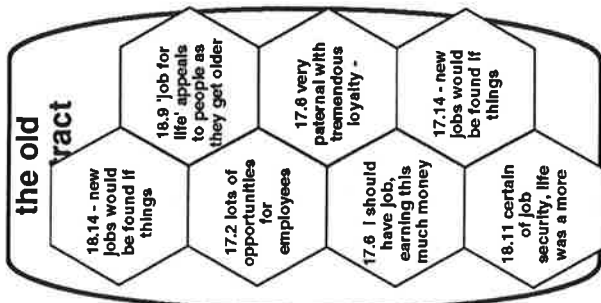 the old
tract
18.14 - new
jobs would
be found if
things
17.2 lots of
opportunities
for
employees
17.6 I should
have job,
earning this
much money
18.11 certain
of job
security, life
was a more
18.9 'job for
life' appeals
to people as
they get older
17.8 very
paternal with
tremendous
loyalty -
17.14 - new
jobs would
be found if
things